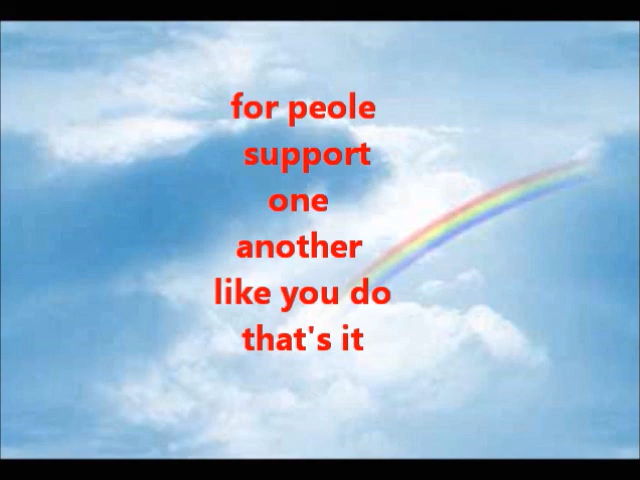 for peole
support
one
another
like you do
that's it